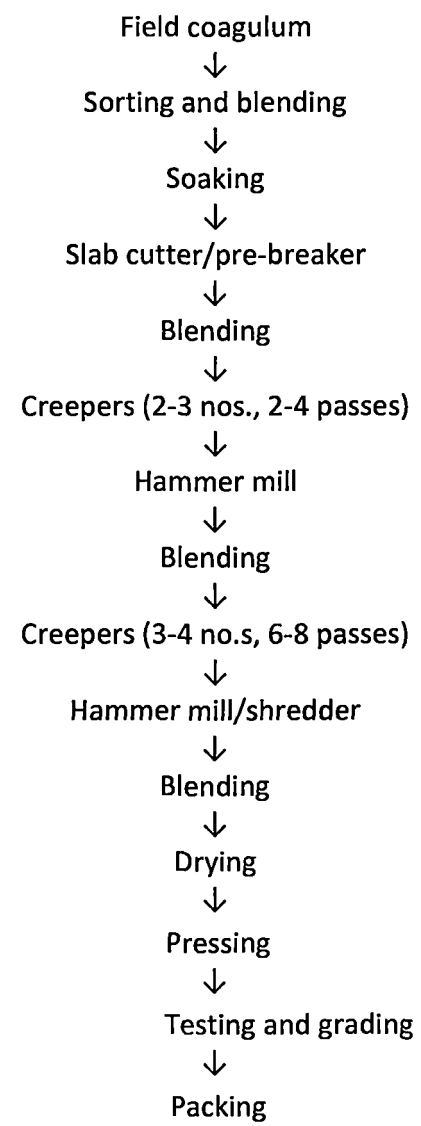 Field coagulum
↓
Sorting and blending
↓
Soaking
↓
Slab cutter/pre-breaker
↓
Blending
↓
Creepers (2-3 nos., 2-4 passes)
↓
Hammer mill
↓
Blending
↓
Creepers (3-4 no.s, 6-8 passes)
↓
Hammer mill/shredder
↓
Blending
↓
Drying
↓
Pressing
↓
Testing and grading
↓
Packing